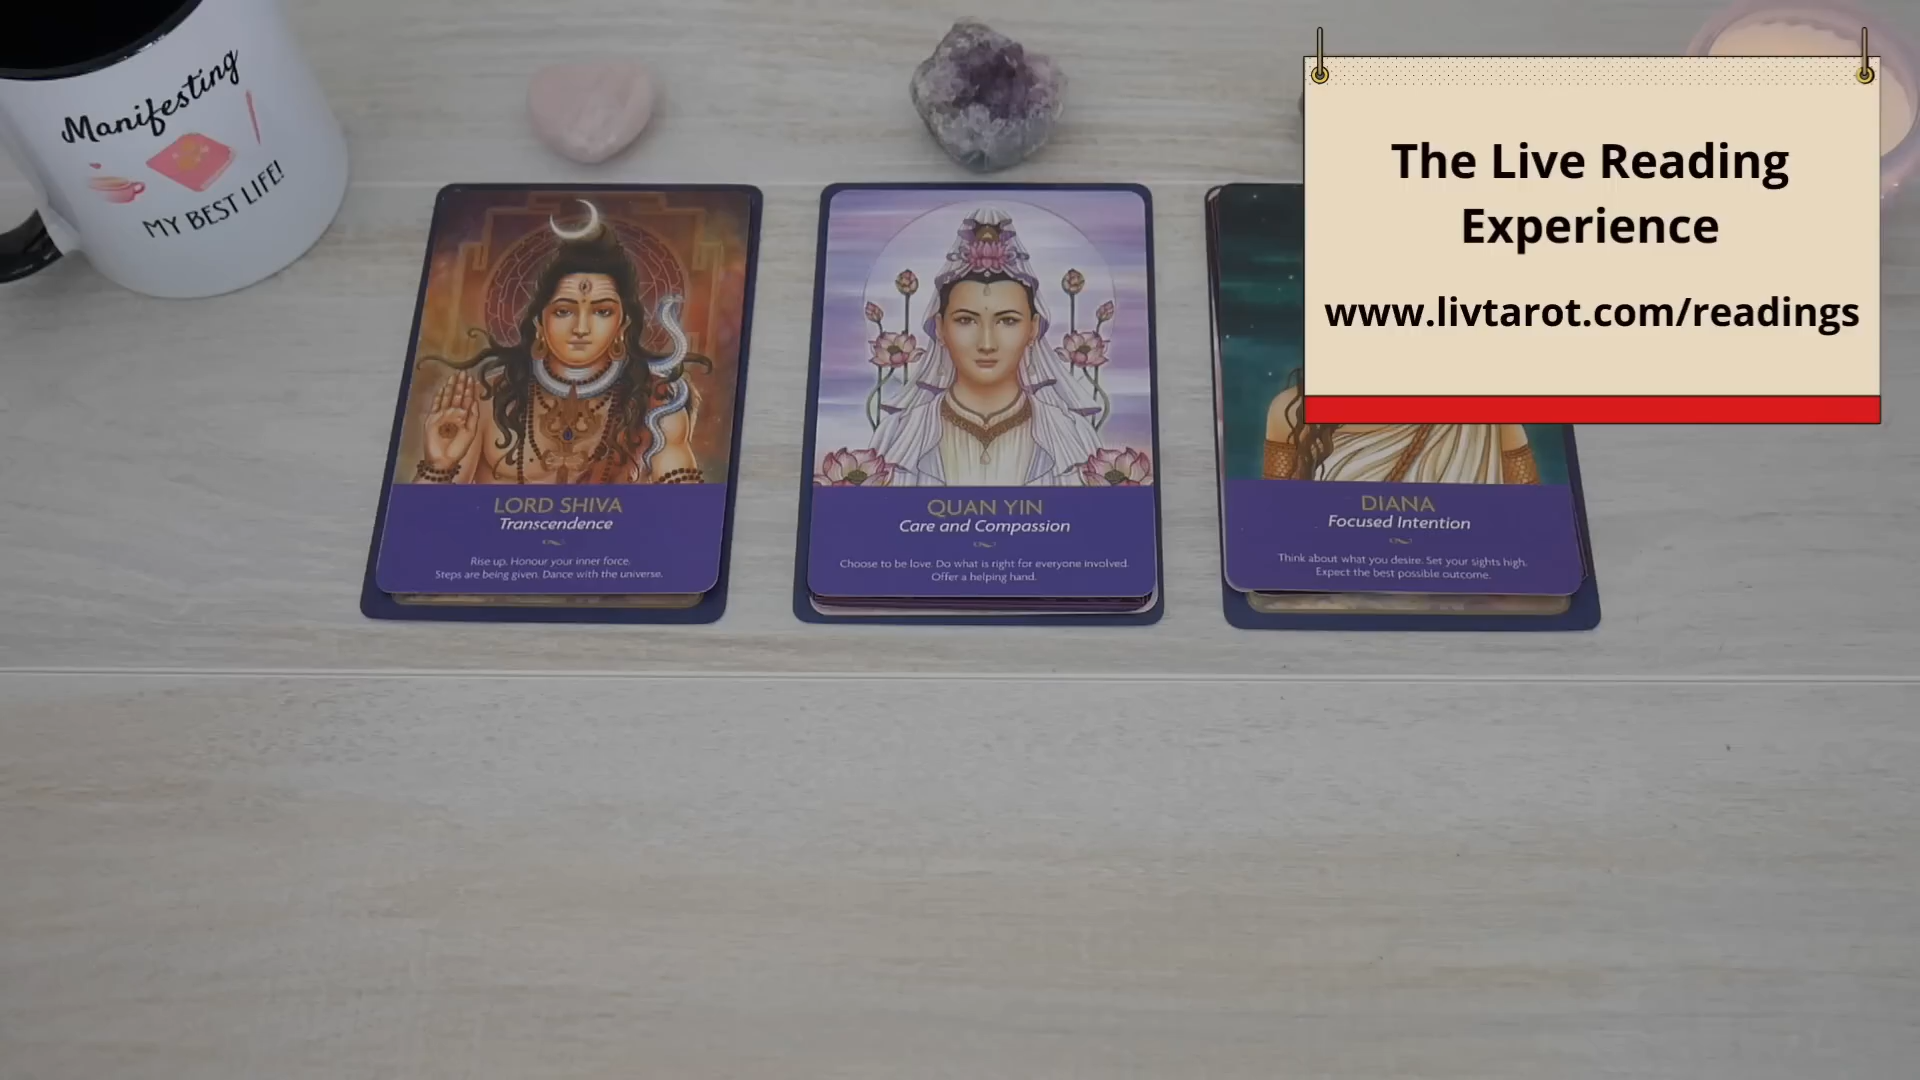 Manifesting
MY BEST LIFE!
The Live Reading
Experience
www.livtarot.com/readings
LORD SHIVA
Transcendence
Rise up. Honour your inner force.
Steps are being given. Dance with the universe.
QUAN YIN
Care and Compassion
Choose to be love. Do what is right for everyone involved.
Offer a helping hand.
DIANA
Focused Intention
Think about what you desire. Set your sights high.
Expect the best possible outcome.